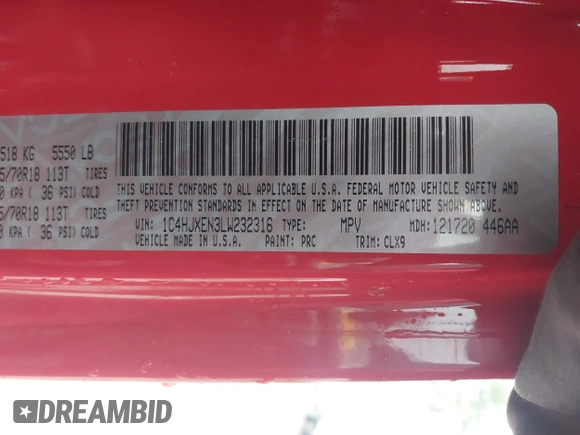 518 KG 5550 LB
5/70R18 113T TIRES
0 KPA ( 36 PSI) COLD
5/70R18 113T TIRES
0 KPA ( 36 PSI) COLD
THIS VEHICLE CONFORMS TO ALL APPLICABLE U.S.A. FEDERAL MOTOR VEHICLE SAFETY AND
THEFT PREVENTION STANDARDS IN EFFECT ON THE DATE OF MANUFACTURE SHOWN ABOVE.
VIN: 1C4HJXEN3LW232316 TYPE: MPV MDH: 121720 446AA
VEHICLE MADE IN U.S.A. PAINT: PRC TRIM: CLX9
DREAMBID